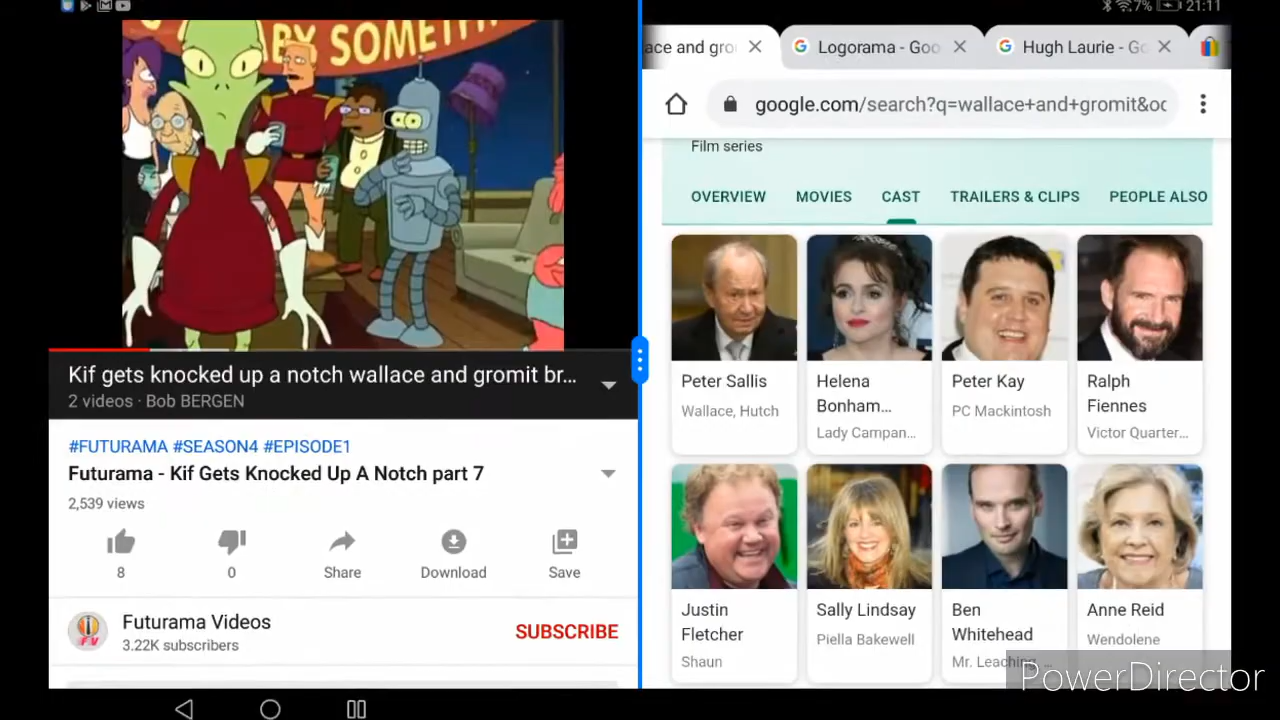 BY SOMETHI
Kif gets knocked up a notch wallace and gromit br...
2 videos · Bob BERGEN
#FUTURAMA #SEASON4 #EPISODE1
Futurama - Kif Gets Knocked Up A Notch part 7
2,539 views
8
0
Share
Download
Save
Futurama Videos
3.22K subscribers
SUBSCRIBE
7%
21:11
ace and gro
Logorama - Goo
Hugh Laurie - Go
google.com/search?q=wallace+and+gromit&oc
Film series
OVERVIEW
MOVIES
CAST
TRAILERS & CLIPS
PEOPLE ALSO
Peter Sallis
Wallace, Hutch
Helena
Bonham...
Lady Campan...
Peter Kay
PC Mackintosh
Ralph
Fiennes
Victor Quarter...
Justin
Fletcher
Shaun
Sally Lindsay
Piella Bakewell
Ben
Whitehead
Mr. Leaching ...
Anne Reid
Wendolene
PowerDirector